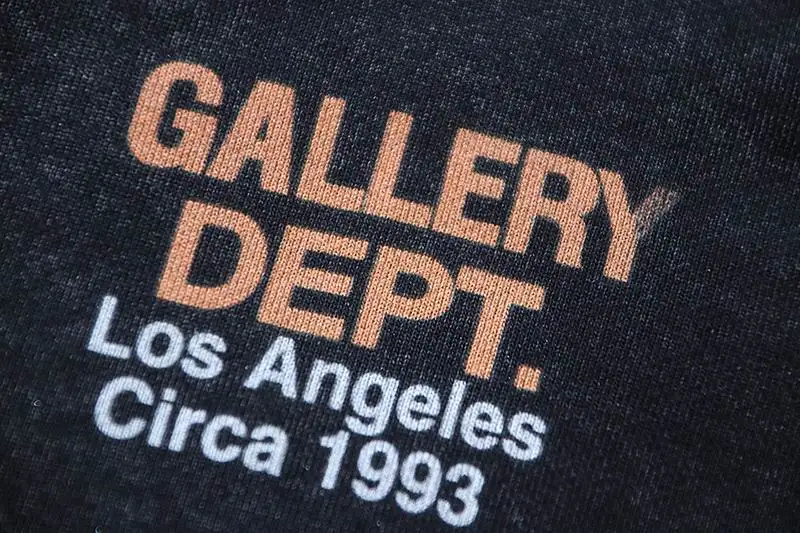 GALLERY
DEPT.
Los Angeles
Circa 1993